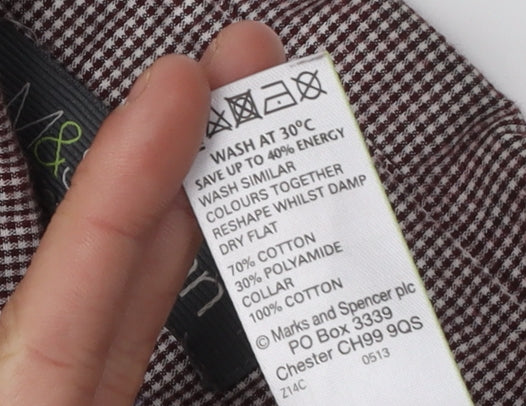 M&
WASH AT 30°C
SAVE UP TO 40% ENERGY
WASH SIMILAR
COLOURS TOGETHER
RESHAPE WHILST DAMP
DRY FLAT
70% COTTON
30% POLYAMIDE
COLLAR
100% COTTON
© Marks and Spencer plc
PO Box 3339
Chester CH99 9QS
0513
Z14C